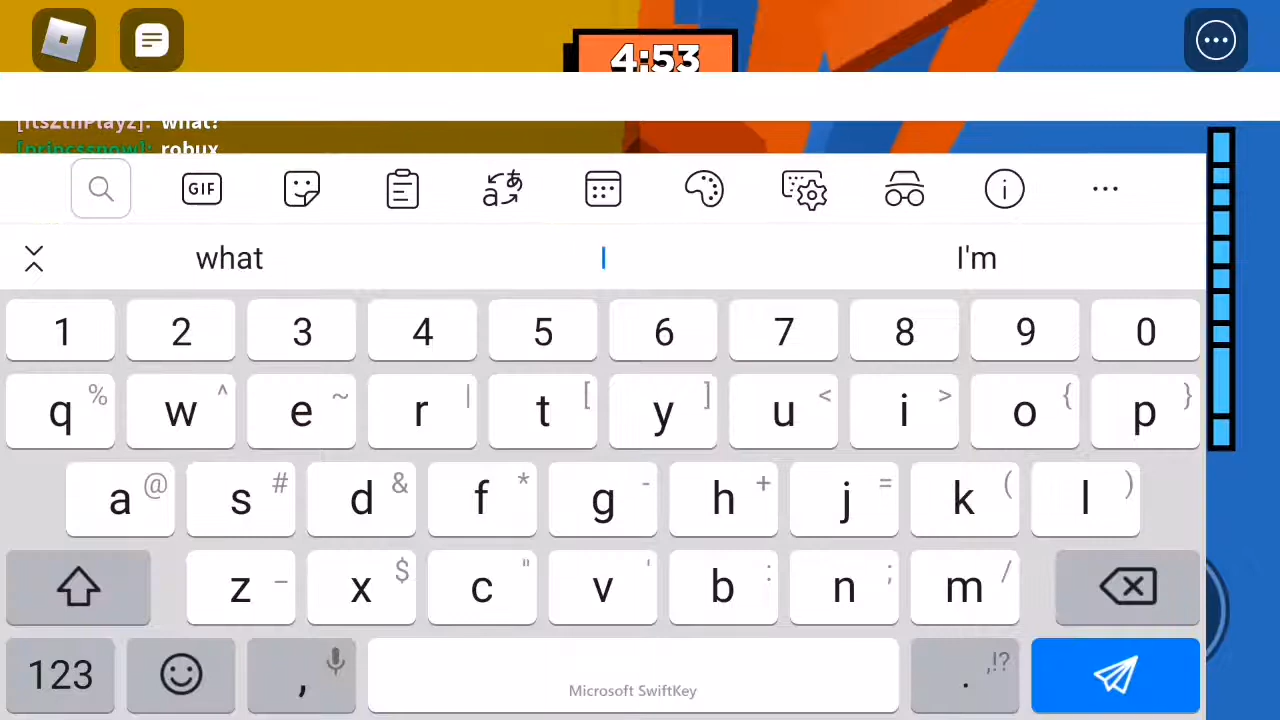 4:53
[ItsZthPlayz]: what?
[princssnow]: robux
GIF
what I I'm
1 2 3 4 5 6 7 8 9 0
q % w ^ e ~ r | t [ y ] u < i > o { p }
a @ s # d & f * g - h + j = k ( l )
z _ x $ c " v ' b : n ; m /
123 , Microsoft SwiftKey . ,!?